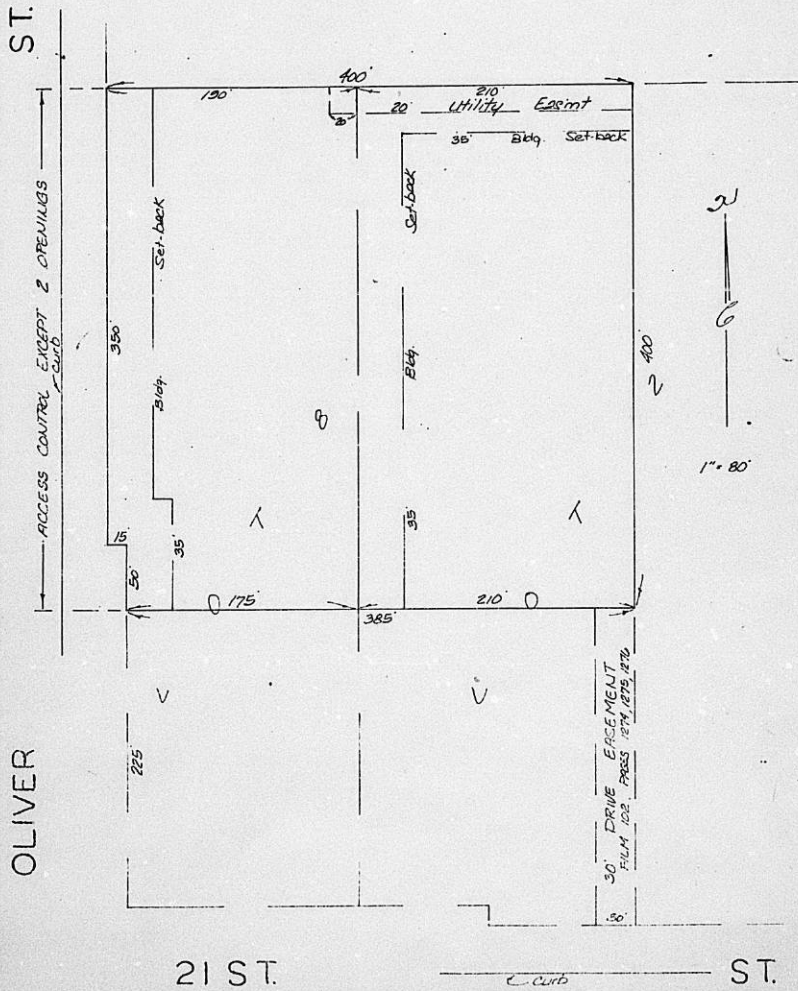 ST.
400'
190'
210'
20'
20'
Utility Easmt
35' Bldg. Set-back
Set-back
Set-back
ACCESS CONTROL EXCEPT 2 OPENINGS
curb
350'
Bldg.
Bldg.
400'
1" = 80'
35'
35'
15'
50'
175'
210'
385'
225'
30' DRIVE EASEMENT
FILM 102, PAGES 1274, 1275, 1276
30'
OLIVER
21 ST.
curb
ST.